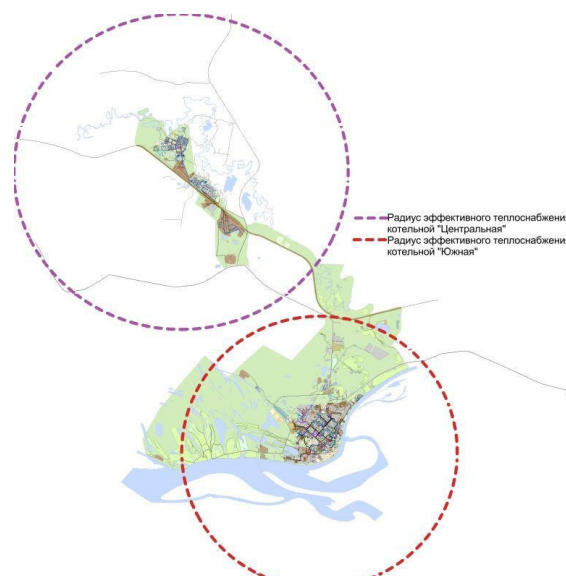 Радиус эффективного теплоснабжени
котельной "Центральная"
Радиус эффективного теплоснабжени
котельной "Южная"